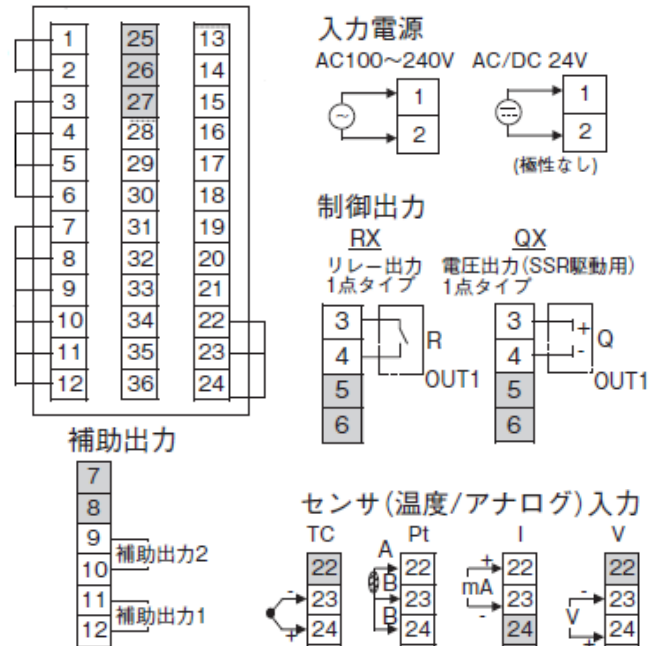 1 25 13
2 26 14
3 27 15
4 28 16
5 29 17
6 30 18
7 31 19
8 32 20
9 33 21
10 34 22
11 35 23
12 36 24
入力電源
AC100～240V AC/DC 24V
~
1 1
2 2
(極性なし)
制御出力
RX QX
リレー出力 電圧出力(SSR駆動用)
1点タイプ 1点タイプ
3 R 3 + Q
4 OUT1 4 - OUT1
5 5
6 6
補助出力
7
8
9 補助出力2
10
11 補助出力1
12
センサ(温度/アナログ)入力
TC Pt I V
22 A 22 + 22 22
- 23 B 23 mA 23 - 23
+ 24 B 24 - 24 V + 24